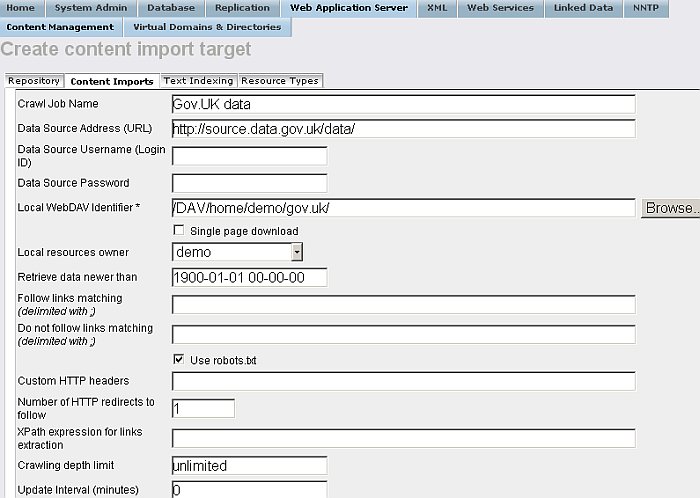 Home System Admin Database Replication Web Application Server XML Web Services Linked Data NNTP
Content Management Virtual Domains & Directories
Create content import target
Repository Content Imports Text Indexing Resource Types
Crawl Job Name Gov.UK data
Data Source Address (URL) http://source.data.gov.uk/data/
Data Source Username (Login
ID)
Data Source Password
Local WebDAV Identifier * /DAV/home/demo/gov.uk/ Browse..
Single page download
Local resources owner demo
Retrieve data newer than 1900-01-01 00-00-00
Follow links matching
(delimited with ;)
Do not follow links matching
(delimited with ;)
Use robots.txt
Custom HTTP headers
Number of HTTP redirects to
follow 1
XPath expression for links
extraction
Crawling depth limit unlimited
Update Interval (minutes) 0